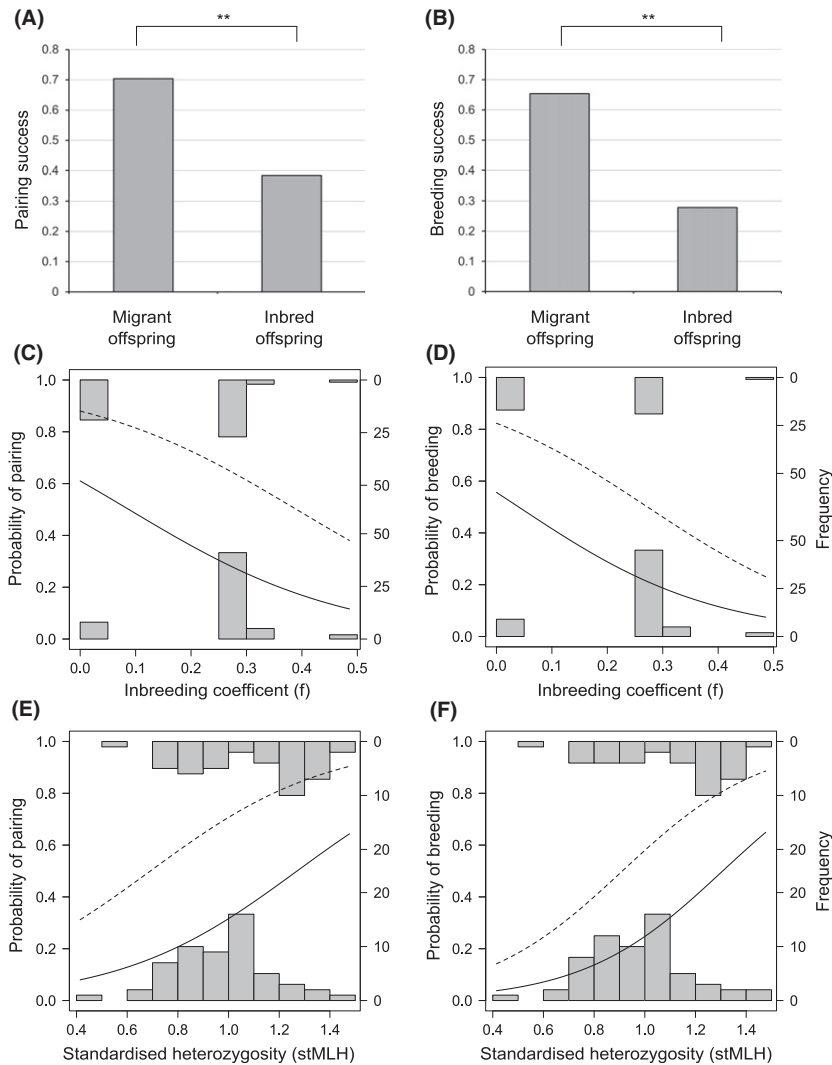 (A)
**
0.8
0.7
0.6
0.5
0.4
0.3
0.2
0.1
0
Pairing success
Migrant
offspring
Inbred
offspring
(B)
**
0.8
0.7
0.6
0.5
0.4
0.3
0.2
0.1
0
Breeding success
Migrant
offspring
Inbred
offspring
(C)
1.0
0.8
0.6
0.4
0.2
0.0
Probability of pairing
0
25
50
50
25
0
0.0 0.1 0.2 0.3 0.4 0.5
Inbreeding coefficent (f)
(D)
1.0
0.8
0.6
0.4
0.2
0.0
Probability of breeding
0
25
50
50
25
0
Frequency
0.0 0.1 0.2 0.3 0.4 0.5
Inbreeding coefficent (f)
(E)
1.0
0.8
0.6
0.4
0.2
0.0
Probability of pairing
0
10
20
20
10
0
0.4 0.6 0.8 1.0 1.2 1.4
Standardised heterozygosity (stMLH)
(F)
1.0
0.8
0.6
0.4
0.2
0.0
Probability of breeding
0
10
20
20
10
0
Frequency
0.4 0.6 0.8 1.0 1.2 1.4
Standardised heterozygosity (stMLH)